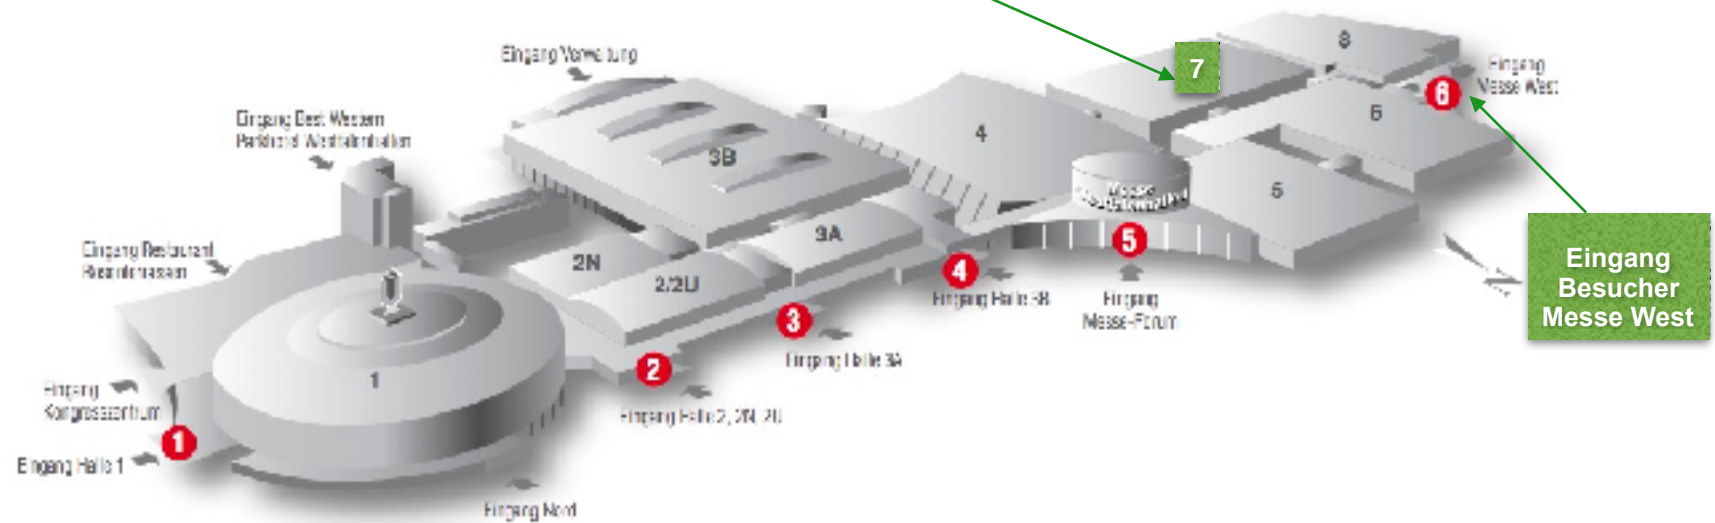 8
7
Eingang
Messe West
6
6
Eingang Verwaltung
Eingang Best Western
Parkhotel Westfalenhallen
3B
4
5
Messe
Eingang
Besucher
Messe West
3A
5
Eingang Restaurant
Rosenterrassen
2N
2/2U
4
Eingang Halle 3B
Eingang
Messe-Forum
3
Eingang Halle 3A
2
1
Eingang
Kongresszentrum
Eingang Halle 2, 2N, 2U
1
Eingang Halle 1
Eingang Nord